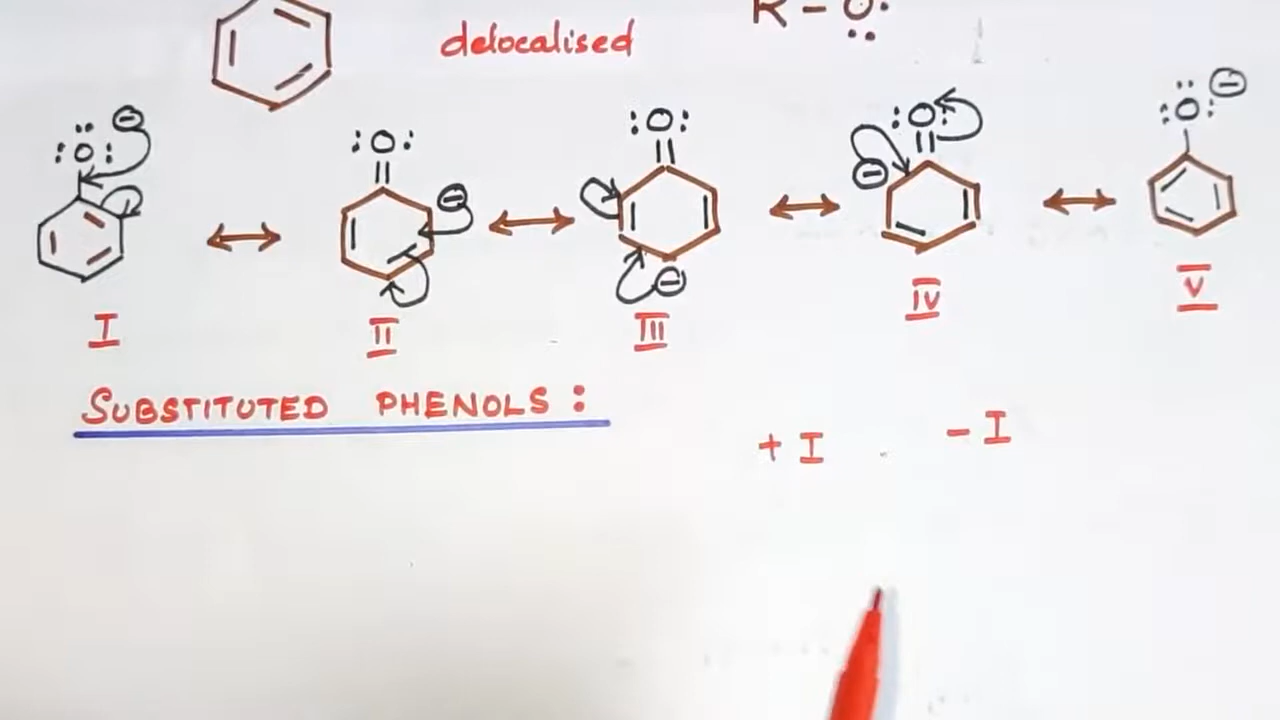 delocalised
R - O:
:O: :O: :O: :O: :O:
I II III IV V
SUBSTITUTED PHENOLS :
+ I - I